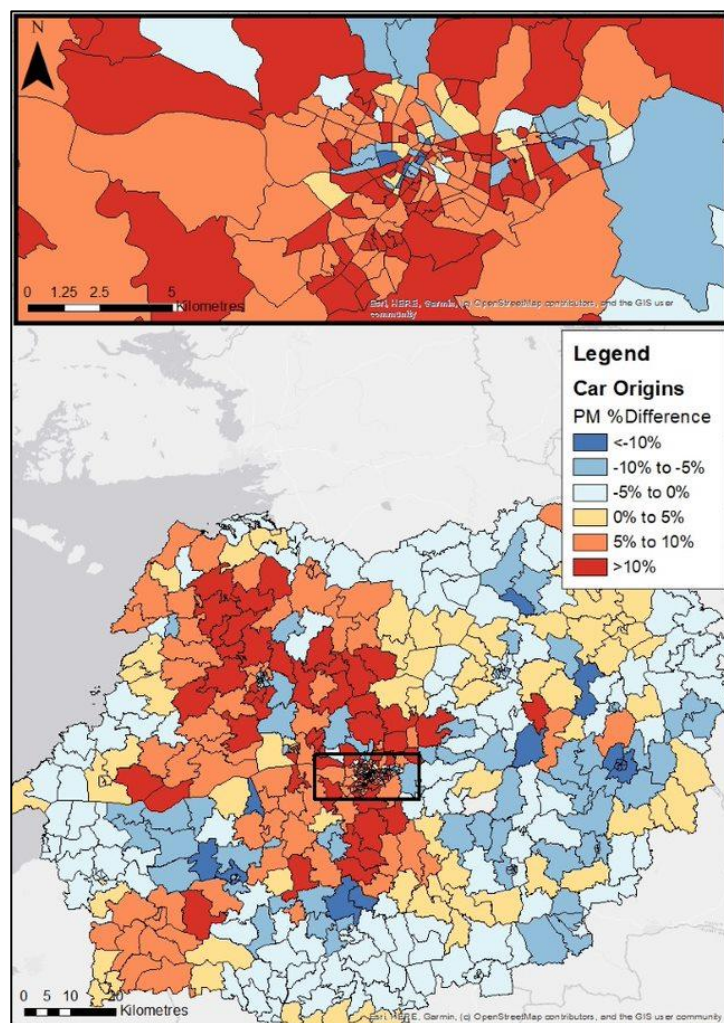 N
0 1.25 2.5 5
Kilometres
Esri, HERE, Garmin, (c) OpenStreetMap contributors, and the GIS user
community
Legend
Car Origins
PM %Difference
<-10%
-10% to -5%
-5% to 0%
0% to 5%
5% to 10%
>10%
0 5 10 20
Kilometres
Esri, HERE, Garmin, (c) OpenStreetMap contributors, and the GIS user community